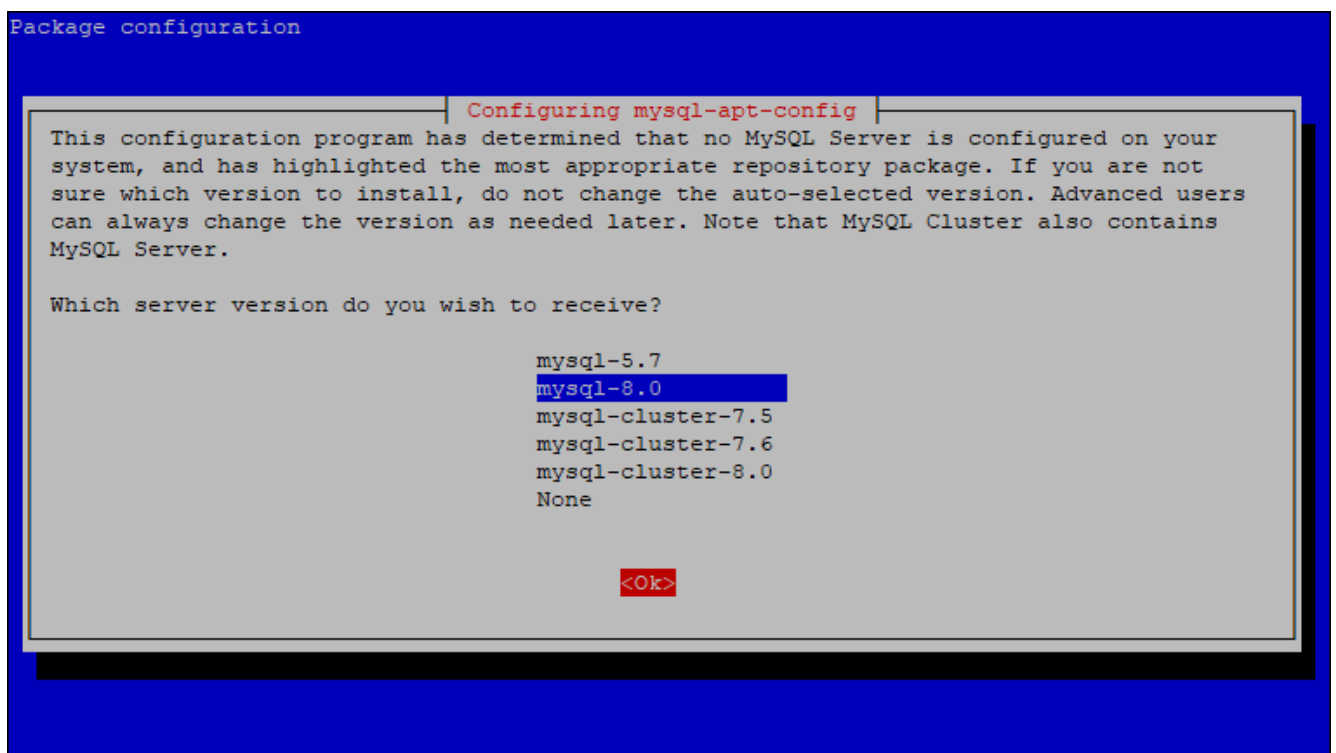 Package configuration
Configuring mysql-apt-config
This configuration program has determined that no MySQL Server is configured on your
system, and has highlighted the most appropriate repository package. If you are not
sure which version to install, do not change the auto-selected version. Advanced users
can always change the version as needed later. Note that MySQL Cluster also contains
MySQL Server.
Which server version do you wish to receive?
mysql-5.7
mysql-8.0
mysql-cluster-7.5
mysql-cluster-7.6
mysql-cluster-8.0
None
<Ok>